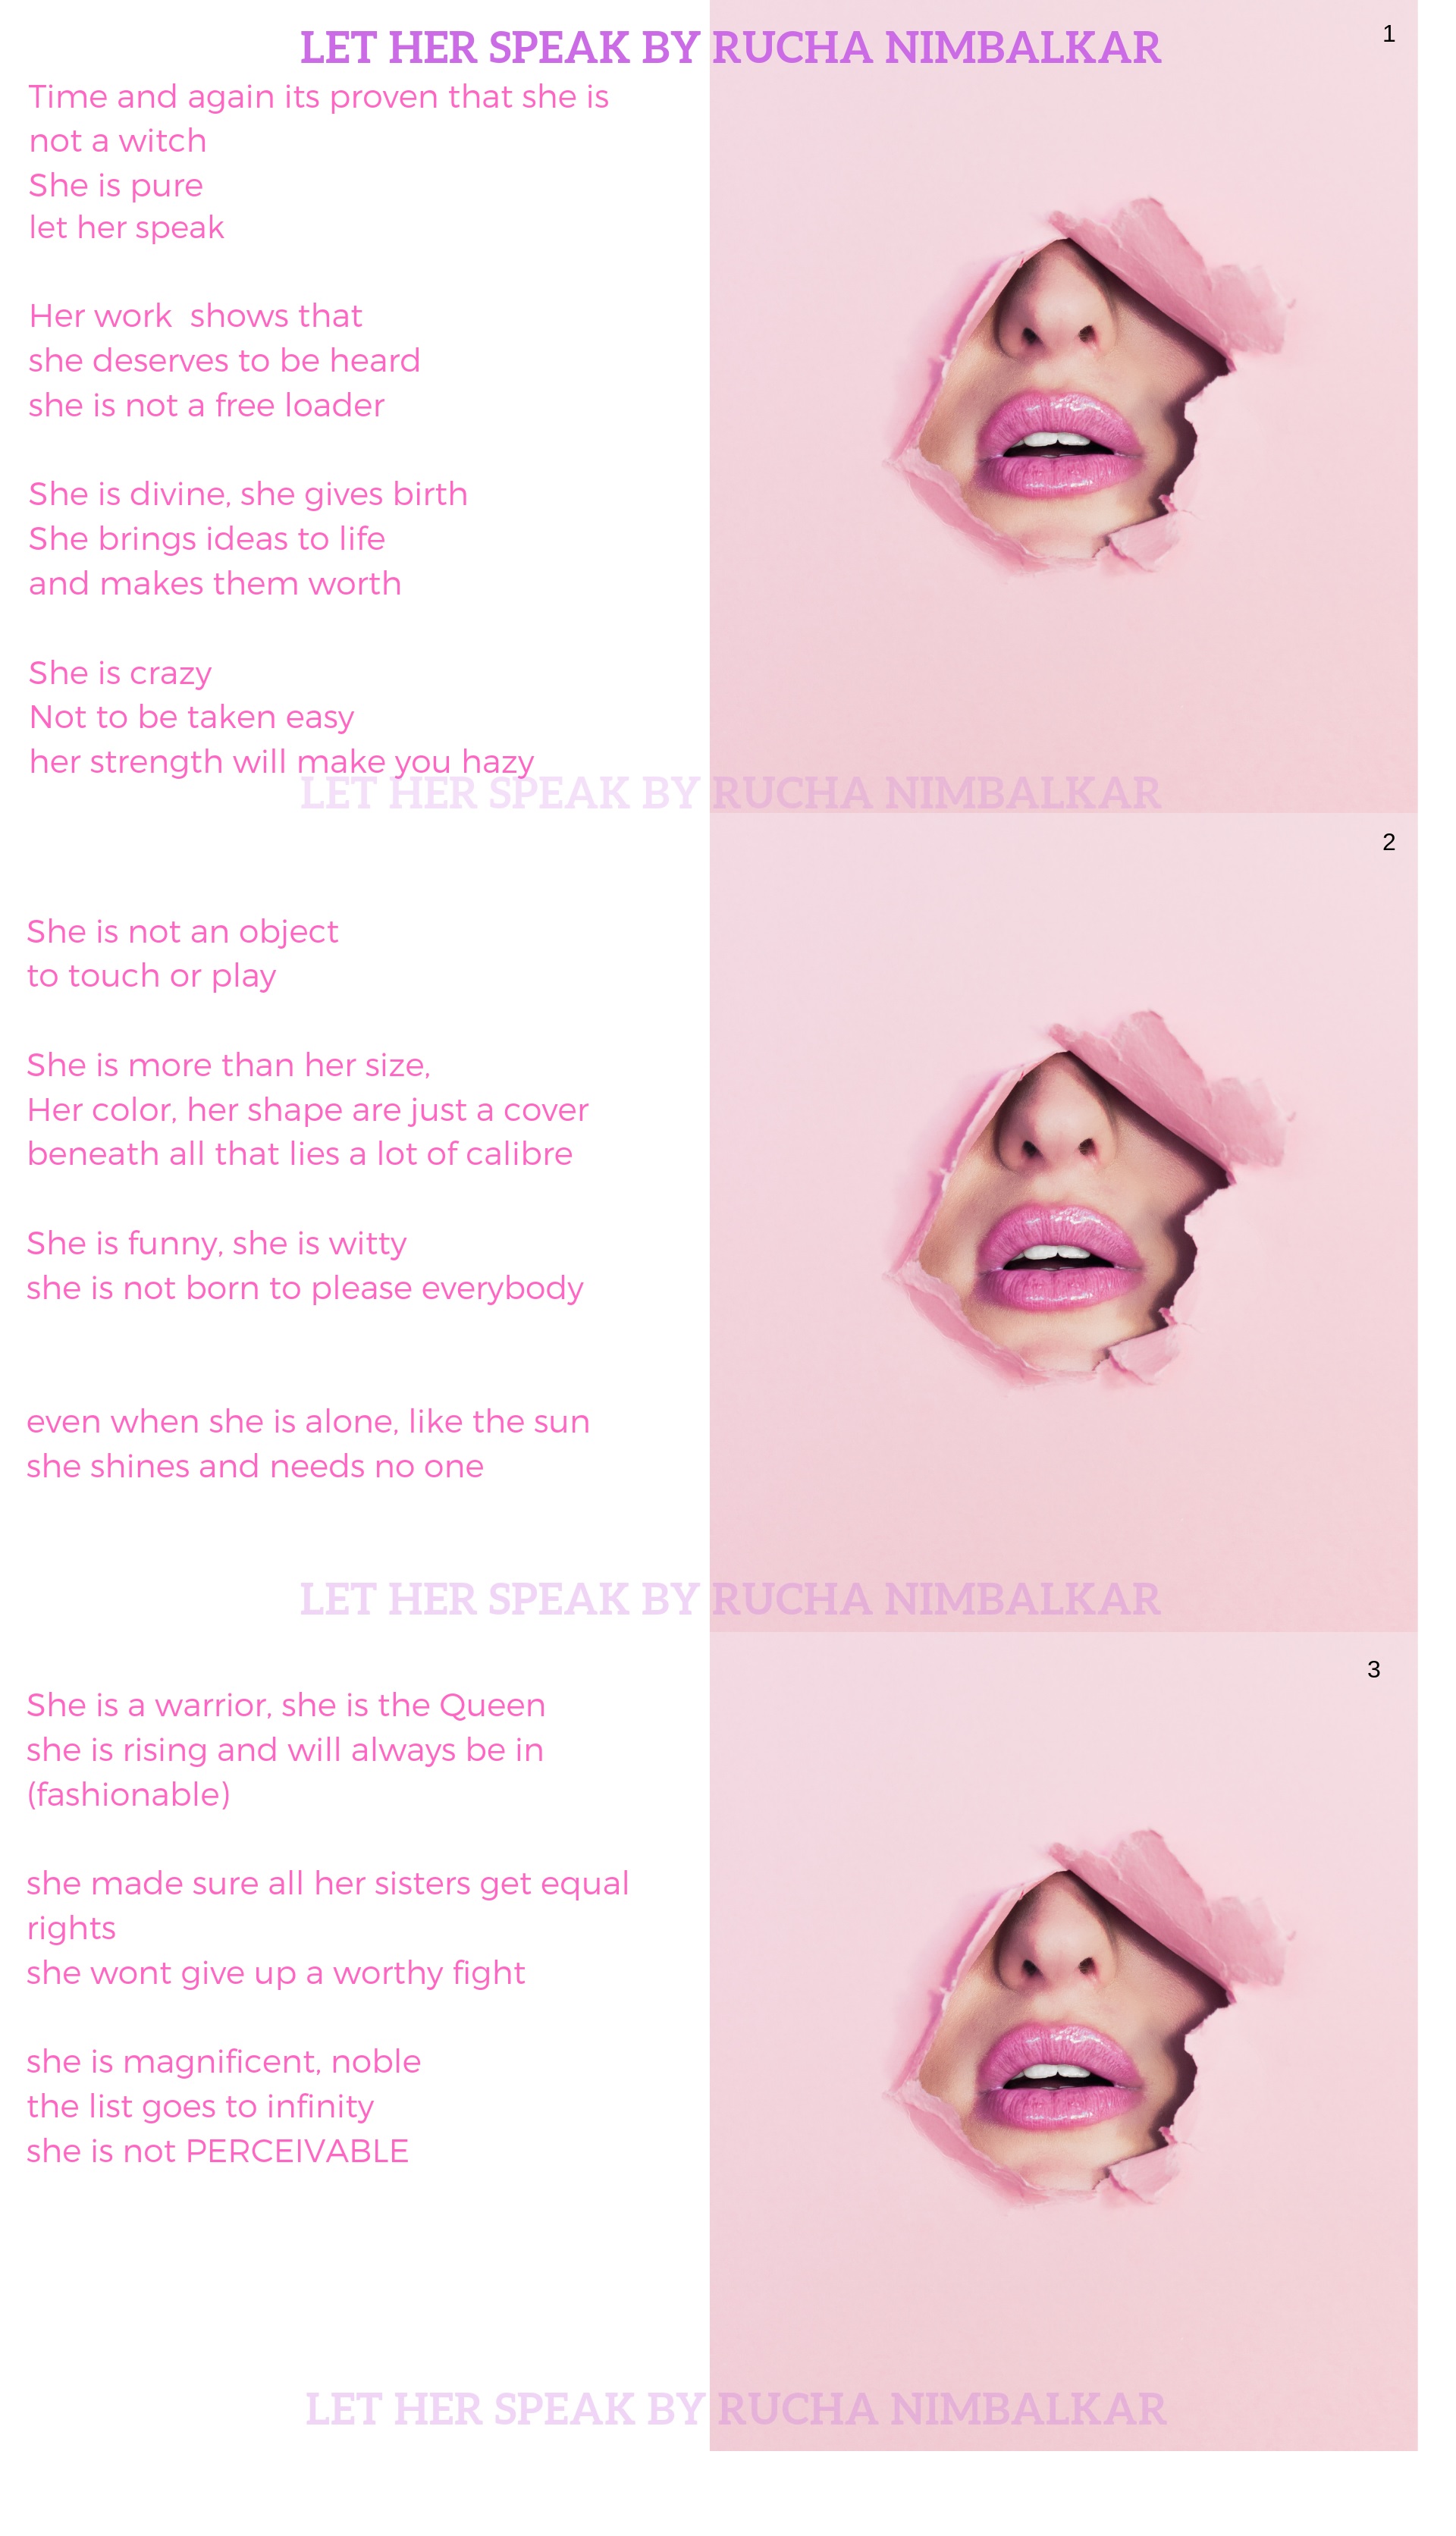 LET HER SPEAK BY RUCHA NIMBALKAR
1
Time and again its proven that she is
not a witch
She is pure
let her speak
Her work  shows that
she deserves to be heard
she is not a free loader
She is divine, she gives birth
She brings ideas to life
and makes them worth
She is crazy
Not to be taken easy
her strength will make you hazy
LET HER SPEAK BY RUCHA NIMBALKAR
2
She is not an object
to touch or play
She is more than her size,
Her color, her shape are just a cover
beneath all that lies a lot of calibre
She is funny, she is witty
she is not born to please everybody
even when she is alone, like the sun
she shines and needs no one
LET HER SPEAK BY RUCHA NIMBALKAR
3
She is a warrior, she is the Queen
she is rising and will always be in
(fashionable)
she made sure all her sisters get equal
rights
she wont give up a worthy fight
she is magnificent, noble
the list goes to infinity
she is not PERCEIVABLE
LET HER SPEAK BY RUCHA NIMBALKAR